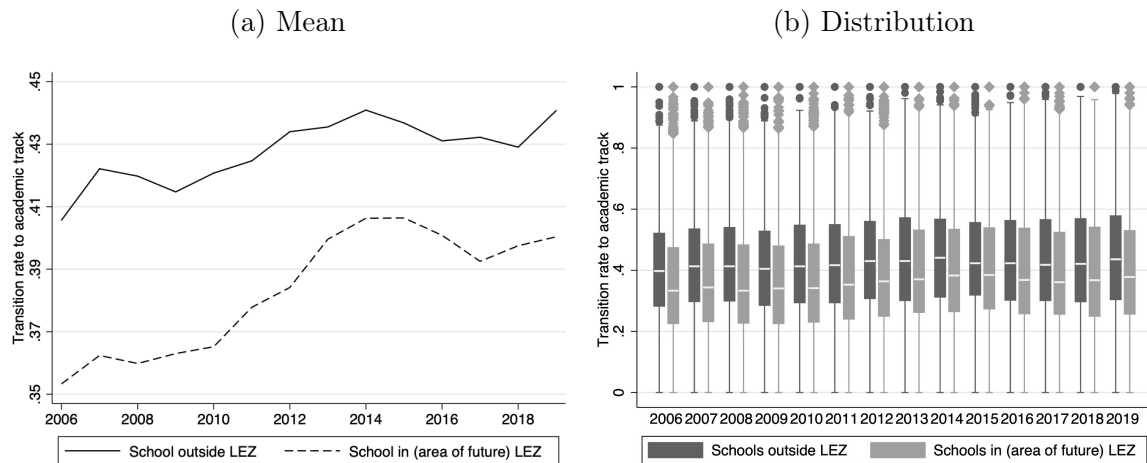 (a) Mean
Transition rate to academic track
.45
.43
.41
.39
.37
.35
2006
2008
2010
2012
2014
2016
2018
School outside LEZ
School in (area of future) LEZ
(b) Distribution
Transition rate to academic track
1
.8
.6
.4
.2
0
2006 2007 2008 2009 2010 2011 2012 2013 2014 2015 2016 2017 2018 2019
Schools outside LEZ
Schools in (area of future) LEZ